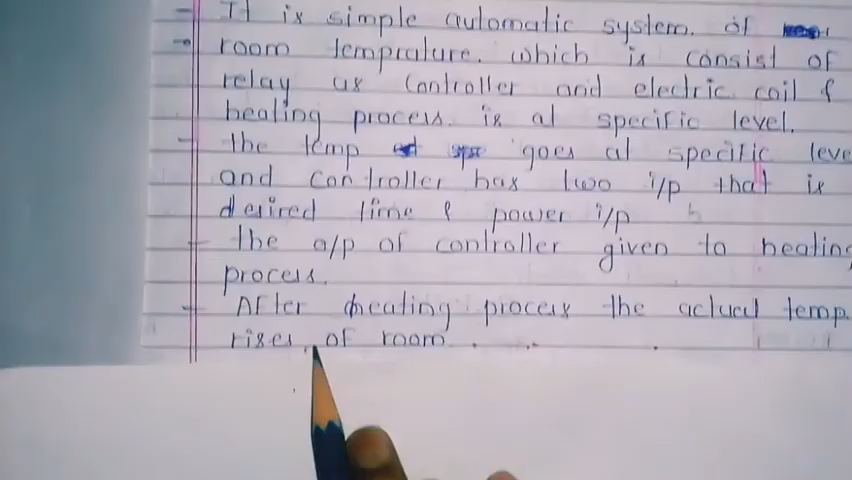 - It is simple automatic system. of
- room temprature. which is consist of
relay as controller and electric coil &
heating process. is at specific level.
- the temp goes at specific leve
and controller has two i/p that is
desired time & power i/p
- the o/p of controller given to heating
process.
- After heating process the actual temp.
rises of room.